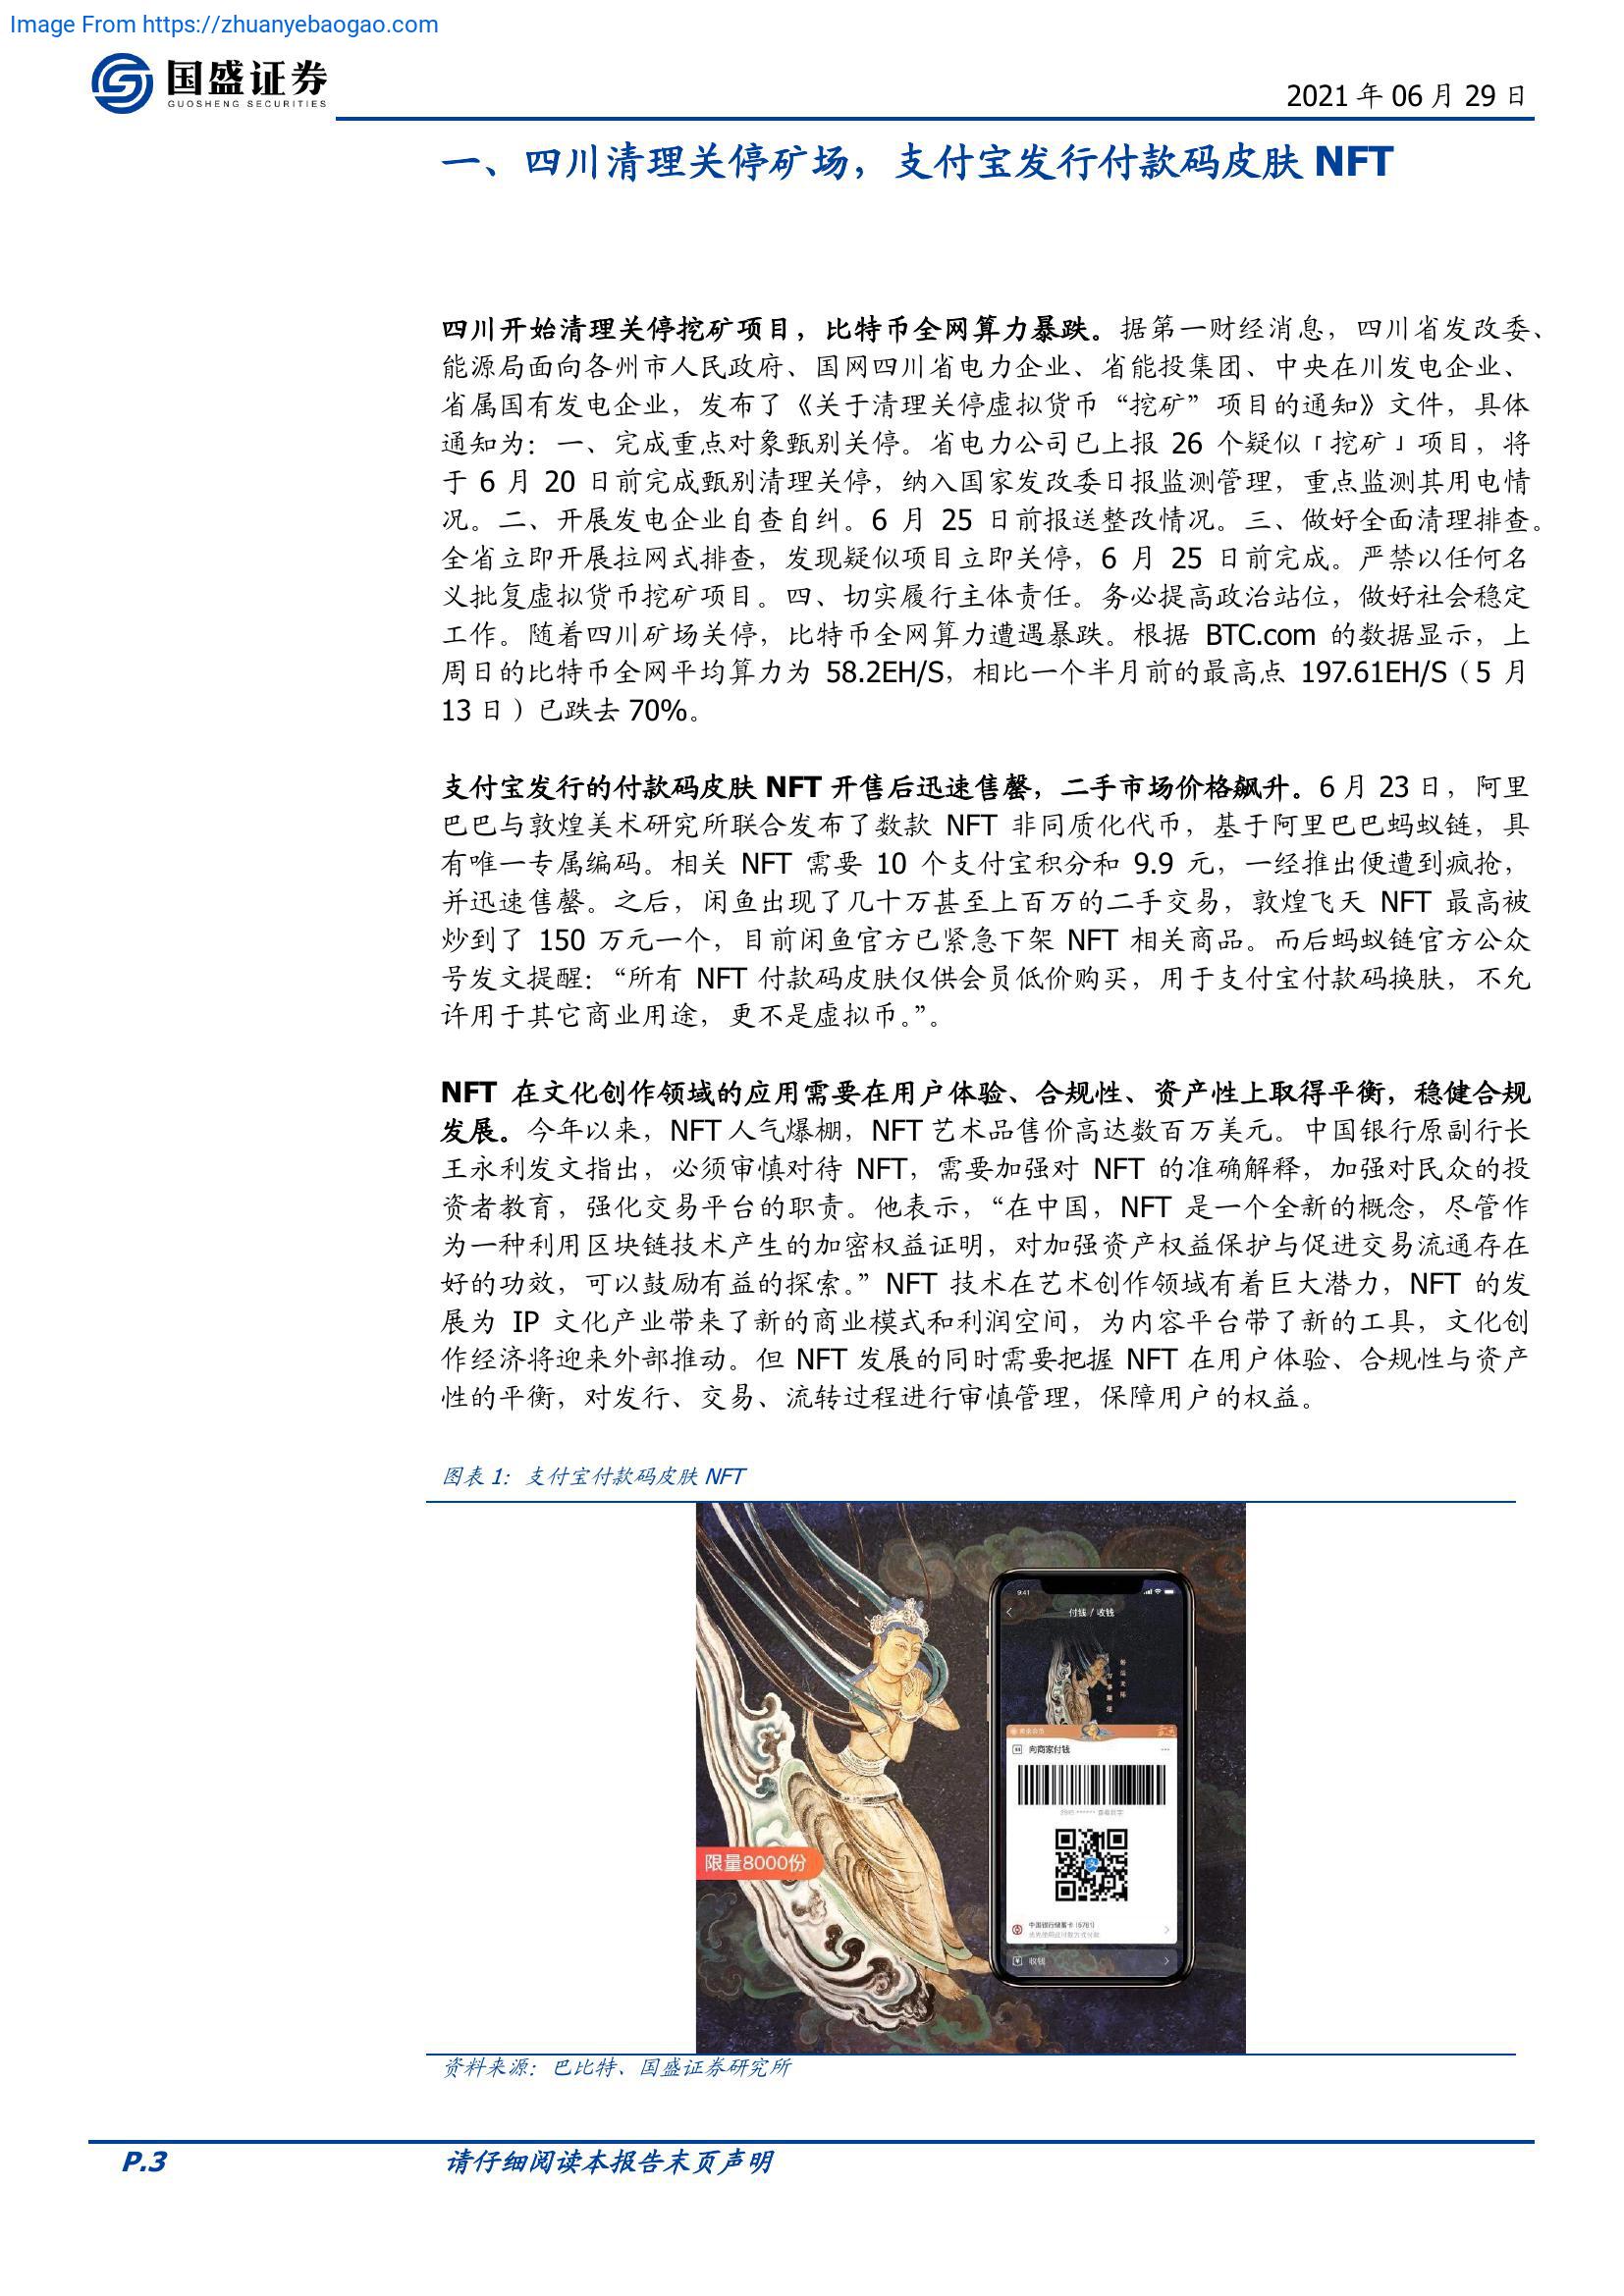 Image From https://zhuanyebaogao.com
国盛证券
GUOSHENG SECURITIES
2021 年 06 月 29 日
一、四川清理关停矿场，支付宝发行付款码皮肤 NFT
四川开始清理关停挖矿项目，比特币全网算力暴跌。据第一财经消息，四川省发改委、
能源局面向各州市人民政府、国网四川省电力企业、省能投集团、中央在川发电企业、
省属国有发电企业，发布了《关于清理关停虚拟货币“挖矿”项目的通知》文件，具体
通知为：一、完成重点对象甄别关停。省电力公司已上报 26 个疑似「挖矿」项目，将
于 6 月 20 日前完成甄别清理关停，纳入国家发改委日报监测管理，重点监测其用电情
况。二、开展发电企业自查自纠。6 月 25 日前报送整改情况。三、做好全面清理排查。
全省立即开展拉网式排查，发现疑似项目立即关停，6 月 25 日前完成。严禁以任何名
义批复虚拟货币挖矿项目。四、切实履行主体责任。务必提高政治站位，做好社会稳定
工作。随着四川矿场关停，比特币全网算力遭遇暴跌。根据 BTC.com 的数据显示，上
周日的比特币全网平均算力为 58.2EH/S，相比一个半月前的最高点 197.61EH/S（5 月
13 日）已跌去 70%。
支付宝发行的付款码皮肤 NFT 开售后迅速售罄，二手市场价格飙升。6 月 23 日，阿里
巴巴与敦煌美术研究所联合发布了数款 NFT 非同质化代币，基于阿里巴巴蚂蚁链，具
有唯一专属编码。相关 NFT 需要 10 个支付宝积分和 9.9 元，一经推出便遭到疯抢，
并迅速售罄。之后，闲鱼出现了几十万甚至上百万的二手交易，敦煌飞天 NFT 最高被
炒到了 150 万元一个，目前闲鱼官方已紧急下架 NFT 相关商品。而后蚂蚁链官方公众
号发文提醒：“所有 NFT 付款码皮肤仅供会员低价购买，用于支付宝付款码换肤，不允
许用于其它商业用途，更不是虚拟币。”。
NFT 在文化创作领域的应用需要在用户体验、合规性、资产性上取得平衡，稳健合规
发展。今年以来，NFT 人气爆棚，NFT 艺术品售价高达数百万美元。中国银行原副行长
王永利发文指出，必须审慎对待 NFT，需要加强对 NFT 的准确解释，加强对民众的投
资者教育，强化交易平台的职责。他表示，“在中国，NFT 是一个全新的概念，尽管作
为一种利用区块链技术产生的加密权益证明，对加强资产权益保护与促进交易流通存在
好的功效，可以鼓励有益的探索。”NFT 技术在艺术创作领域有着巨大潜力，NFT 的发
展为 IP 文化产业带来了新的商业模式和利润空间，为内容平台带了新的工具，文化创
作经济将迎来外部推动。但 NFT 发展的同时需要把握 NFT 在用户体验、合规性与资产
性的平衡，对发行、交易、流转过程进行审慎管理，保障用户的权益。
图表 1：支付宝付款码皮肤 NFT
9:41
付钱 / 收钱
向商家付钱
限量8000份
中国银行储蓄卡 (5781)
收钱
资料来源：巴比特、国盛证券研究所
P.3
请仔细阅读本报告末页声明